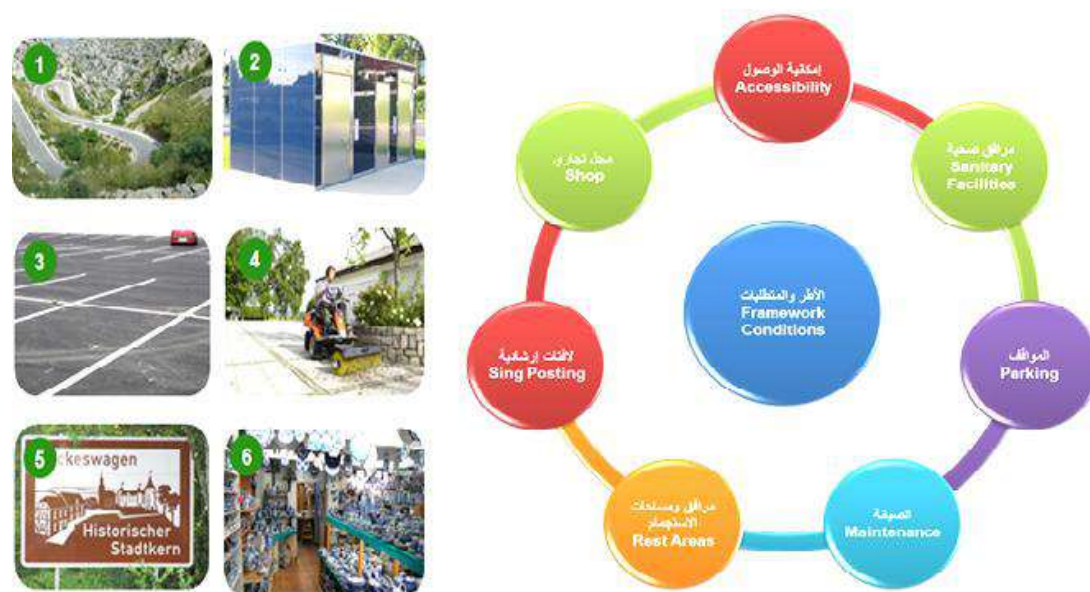 1
2
3
4
5
ckeswagen
Historischer
Stadtkern
6
إمكانية الوصول
Accessibility
مرافق صحية
Sanitary
Facilities
المواقف
Parking
الصيانة
Maintenance
مرافق ومساحات
الاستجمام
Rest Areas
لافتات إرشادية
Sing Posting
محل تجاري
Shop
الأطر والمتطلبات
Framework
Conditions